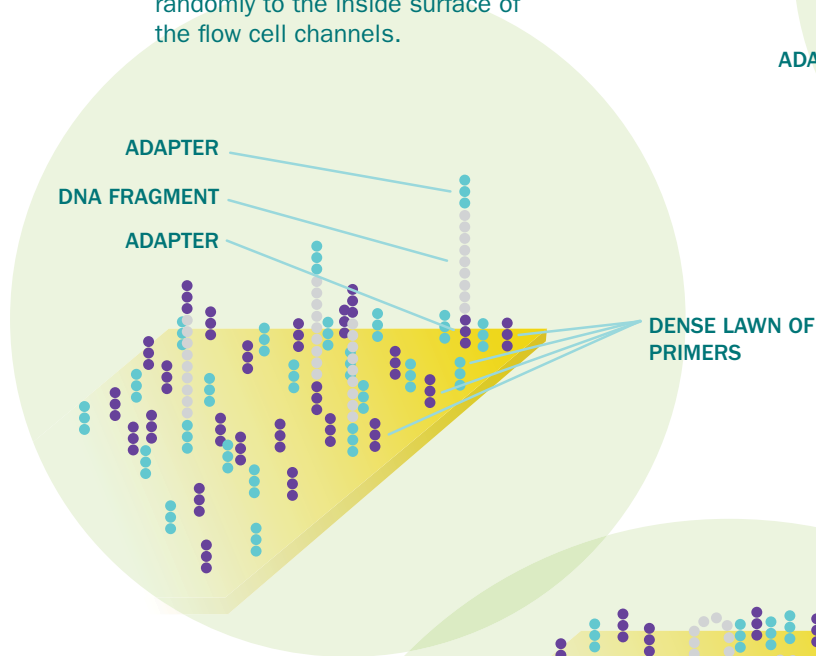 randomly to the inside surface of
the flow cell channels.
ADAPTER
DNA FRAGMENT
ADAPTER
DENSE LAWN OF
PRIMERS